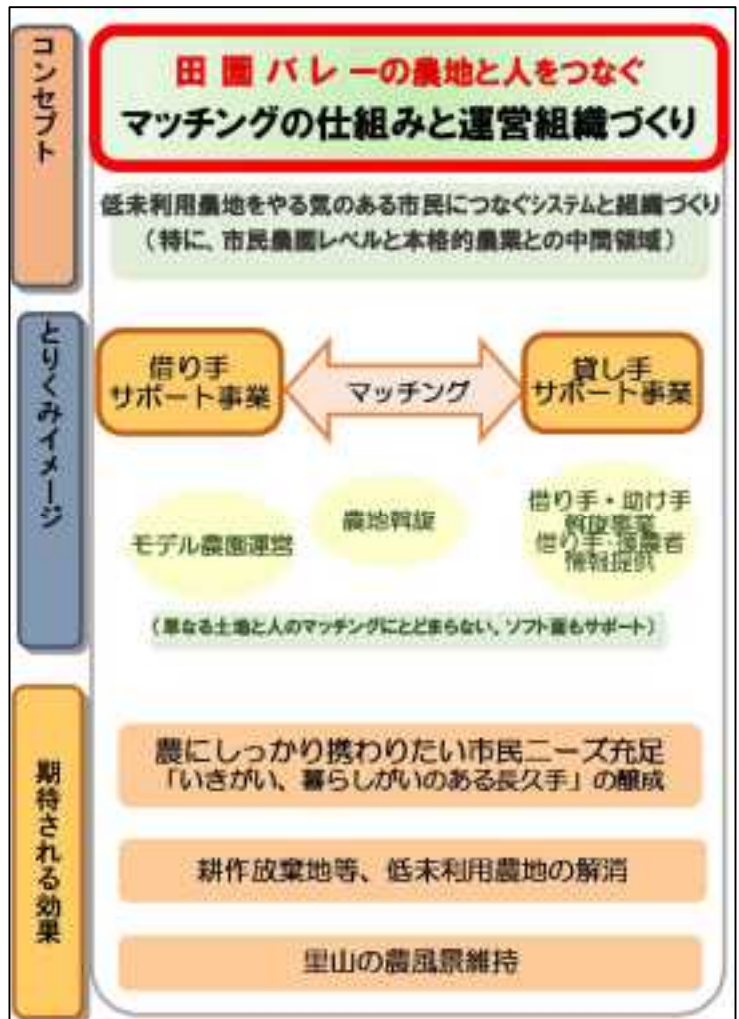 コンセプト
田園バレーの農地と人をつなぐ
マッチングの仕組みと運営組織づくり
低未利用農地をやる気のある市民につなぐシステムと組織づくり
(特に、市民農園レベルと本格的農業との中間領域)
とりくみイメージ
借り手
サポート事業
マッチング
貸し手
サポート事業
モデル農園運営
農地斡旋
借り手・助け手
斡旋事業
借り手・援農者
情報提供
(単なる土地と人のマッチングにとどまらない、ソフト面もサポート)
期待される効果
農にしっかり携わりたい市民ニーズ充足
「いきがい、暮らしがいのある長久手」の醸成
耕作放棄地等、低未利用農地の解消
里山の農風景維持